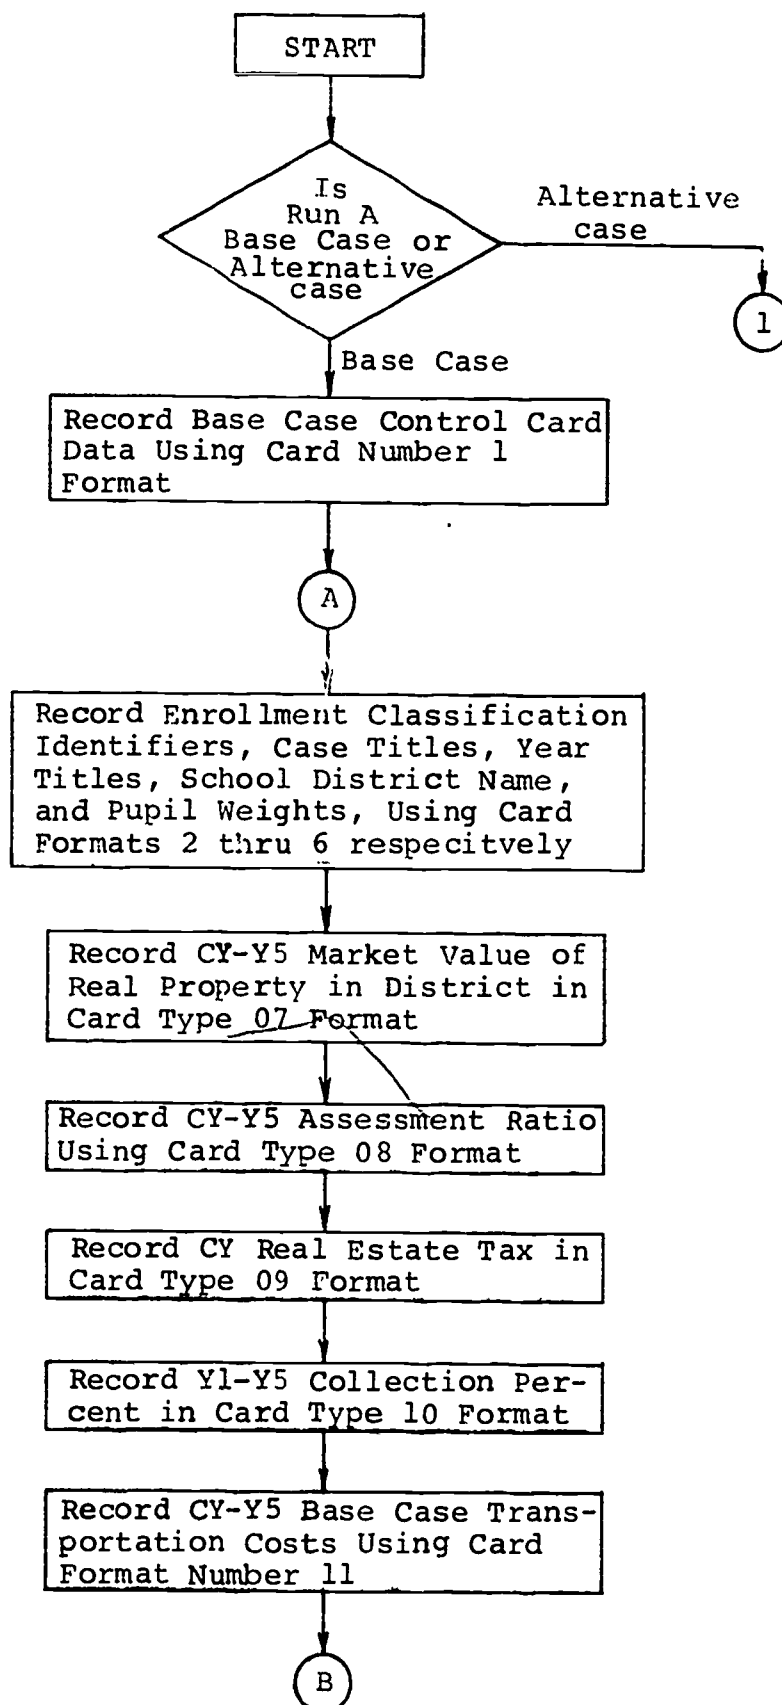 START
Is
Run A
Base Case or
Alternative
case
Alternative
case
1
Base Case
Record Base Case Control Card
Data Using Card Number 1
Format
A
Record Enrollment Classification
Identifiers, Case Titles, Year
Titles, School District Name,
and Pupil Weights, Using Card
Formats 2 thru 6 respecitvely
Record CY-Y5 Market Value of
Real Property in District in
Card Type 07 Format
Record CY-Y5 Assessment Ratio
Using Card Type 08 Format
Record CY Real Estate Tax in
Card Type 09 Format
Record Y1-Y5 Collection Per-
cent in Card Type 10 Format
Record CY-Y5 Base Case Trans-
portation Costs Using Card
Format Number 11
B